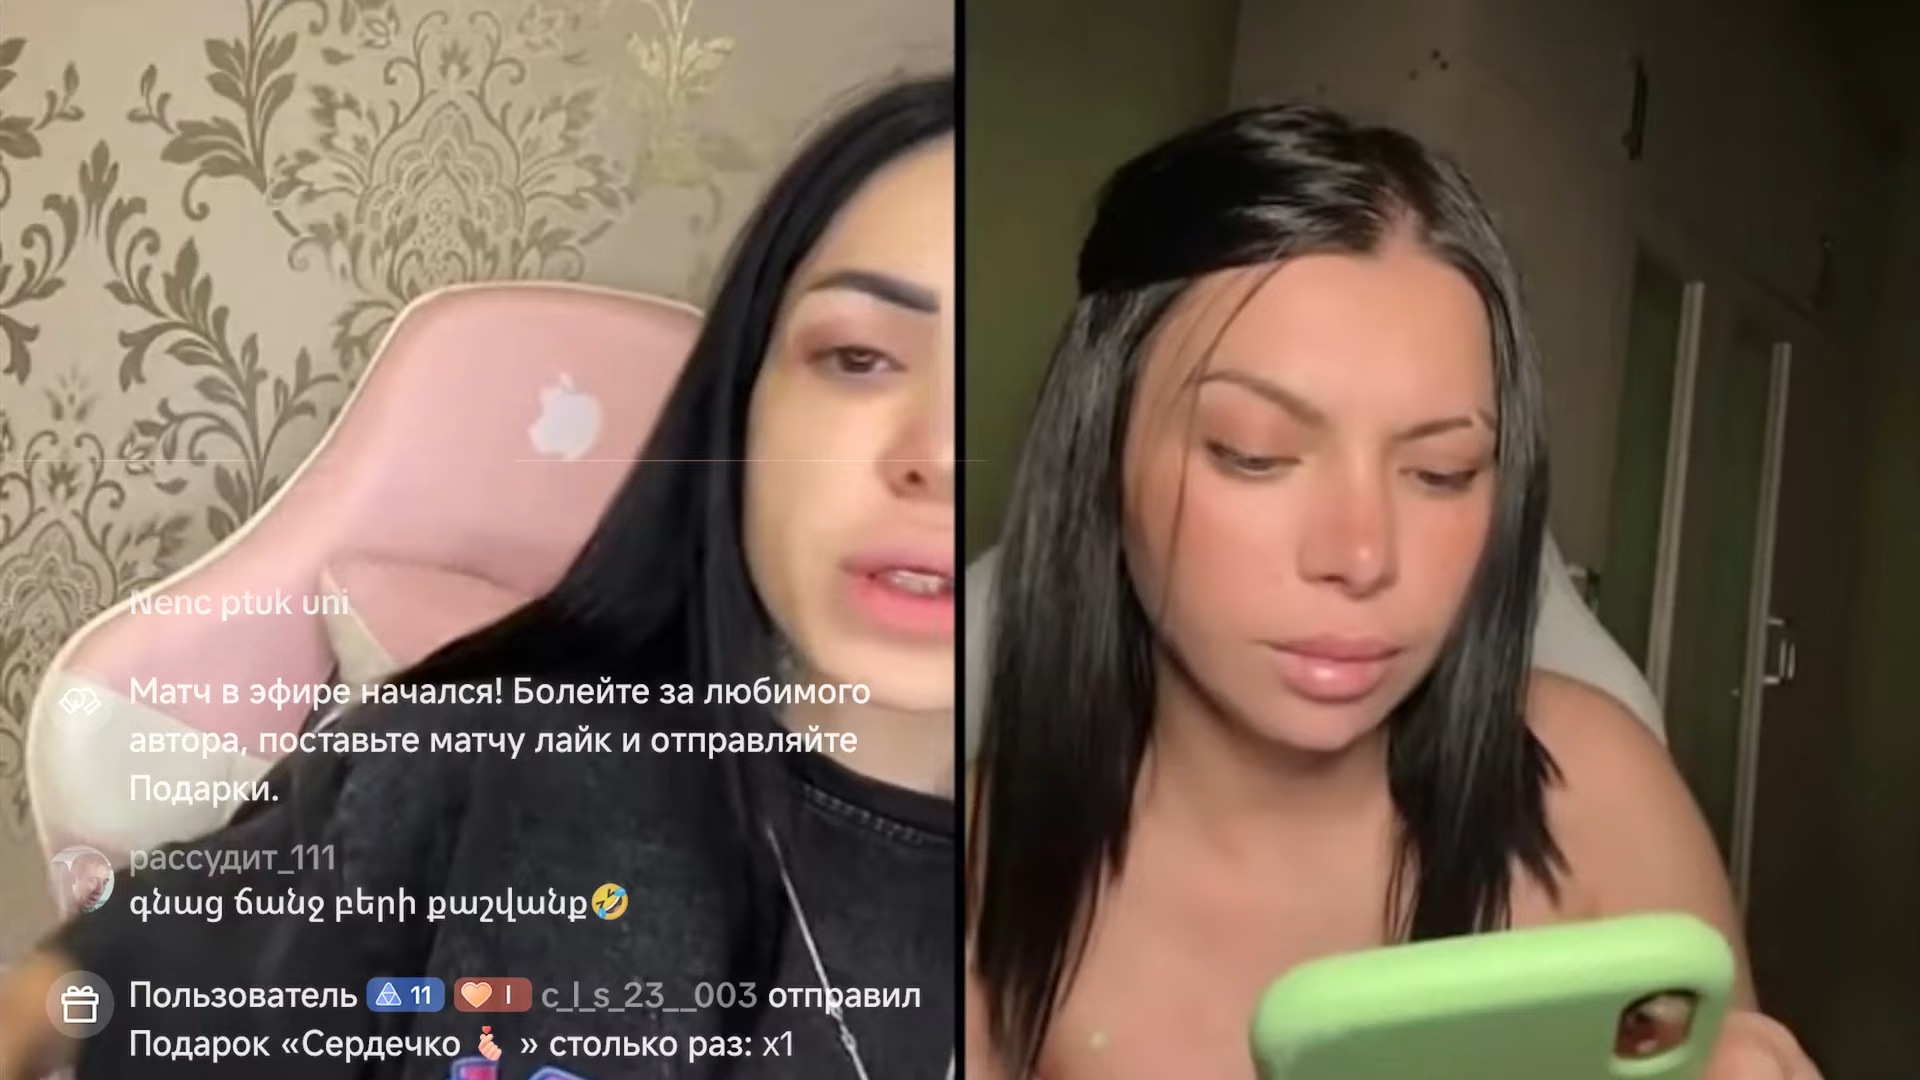 Nenc ptuk uni
Матч в эфире начался! Болейте за любимого
автора, поставьте матчу лайк и отправляйте
Подарки.
рассудит_111
գնաց ճանջ բերի քաշվանք🤣
Пользователь 11 I c_l_s_23__003 отправил
Подарок «Сердечко 🫰 » столько раз: x1